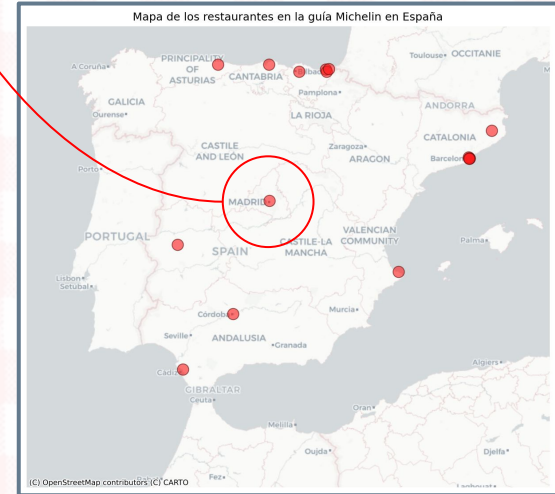 Mapa de los restaurantes en la guía Michelin en España
Toulouse OCCITANIE
A Coruña
PRINCIPALITY
OF
ASTURIAS
CANTABRIA
Bilbao
Pamplona
ANDORRA
GALICIA
Ourense
LA RIOJA
CATALONIA
CASTILE
AND LEÓN
Zaragoza
ARAGON
Barcelon
Porto
MADRID
PORTUGAL
SPAIN
CASTILE-LA
MANCHA
VALENCIAN
COMMUNITY
Palma
Lisbon
Setubal
Murcia
Córdoba
Seville
ANDALUSIA
Granada
Cádiz
Algiers
GIBRALTAR
Ceuta
Oran
Melilla
Oujda
Djelfa
Fez
(C) OpenStreetMap contributors (C) CARTO